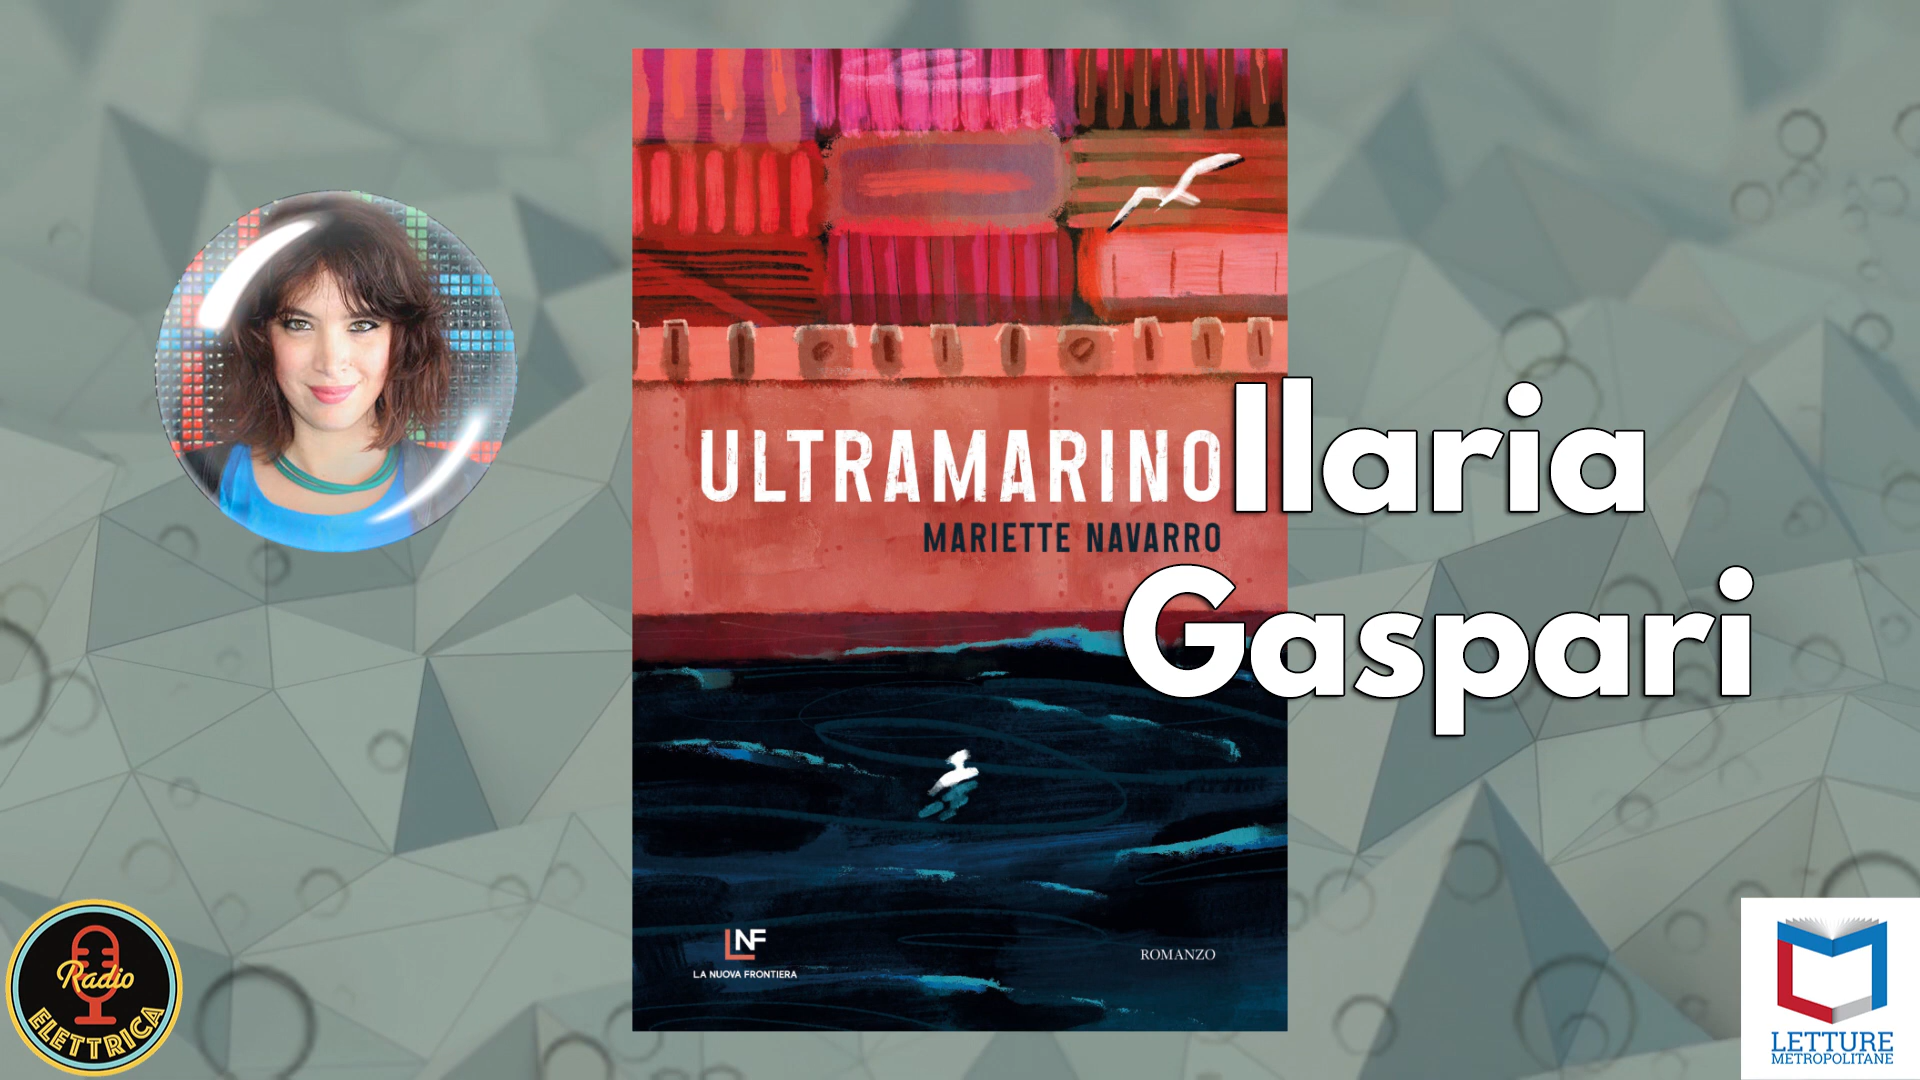 ULTRAMARINO
MARIETTE NAVARRO
Ilaria
Gaspari
LNF
LA NUOVA FRONTIERA
ROMANZO
Radio
ELETTRICA
LETTURE
METROPOLITANE